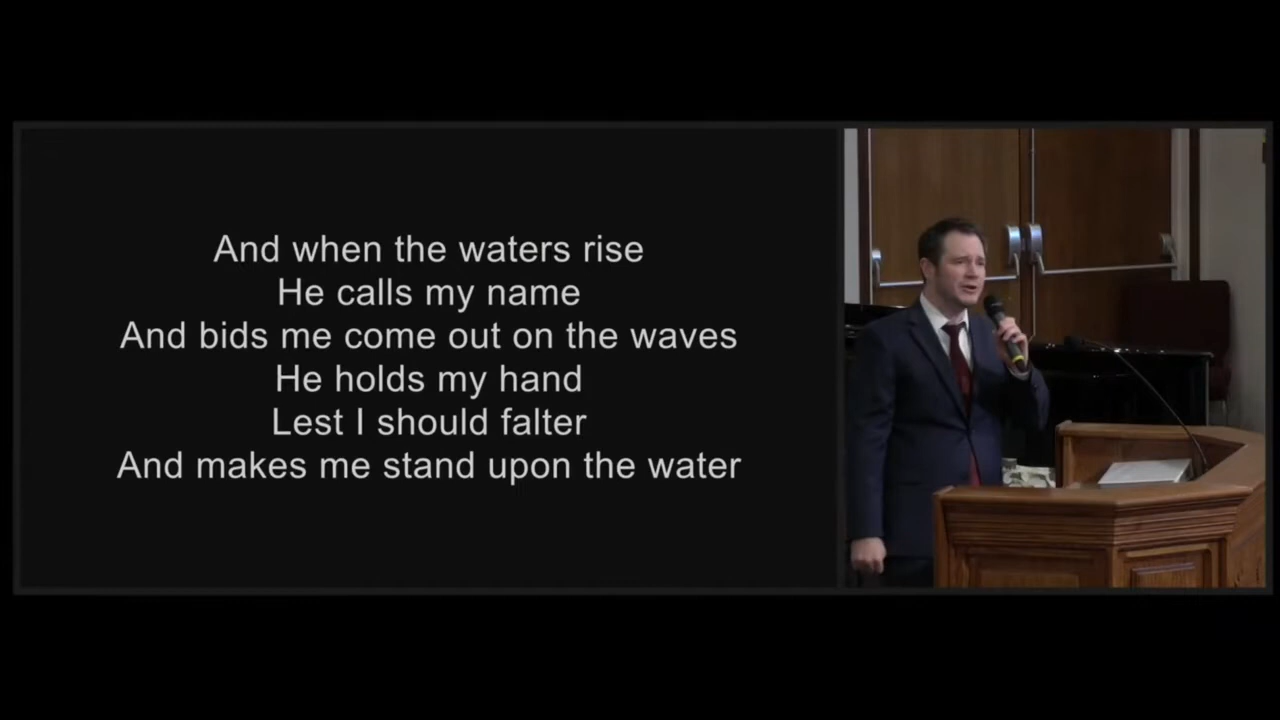 And when the waters rise
He calls my name
And bids me come out on the waves
He holds my hand
Lest I should falter
And makes me stand upon the water